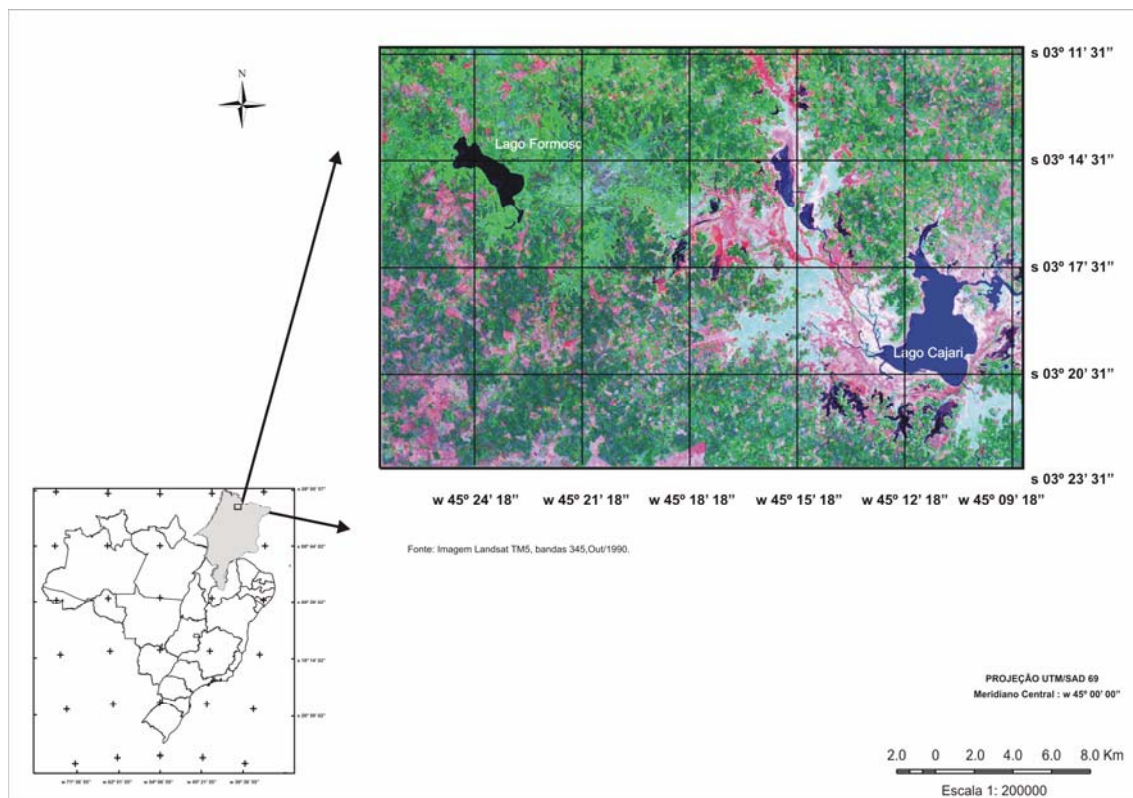 N
Lago Formoso
Lago Cajari
s 03º 11' 31"
s 03º 14' 31"
s 03º 17' 31"
s 03º 20' 31"
s 03º 23' 31"
w 45º 24' 18" w 45º 21' 18" w 45º 18' 18" w 45º 15' 18" w 45º 12' 18" w 45º 09' 18"
Fonte: Imagem Landsat TM5, bandas 345,Out/1990.
PROJEÇÃO UTM/SAD 69
Meridiano Central : w 45º 00' 00"
2.0 0 2.0 4.0 6.0 8.0 Km
Escala 1: 200000